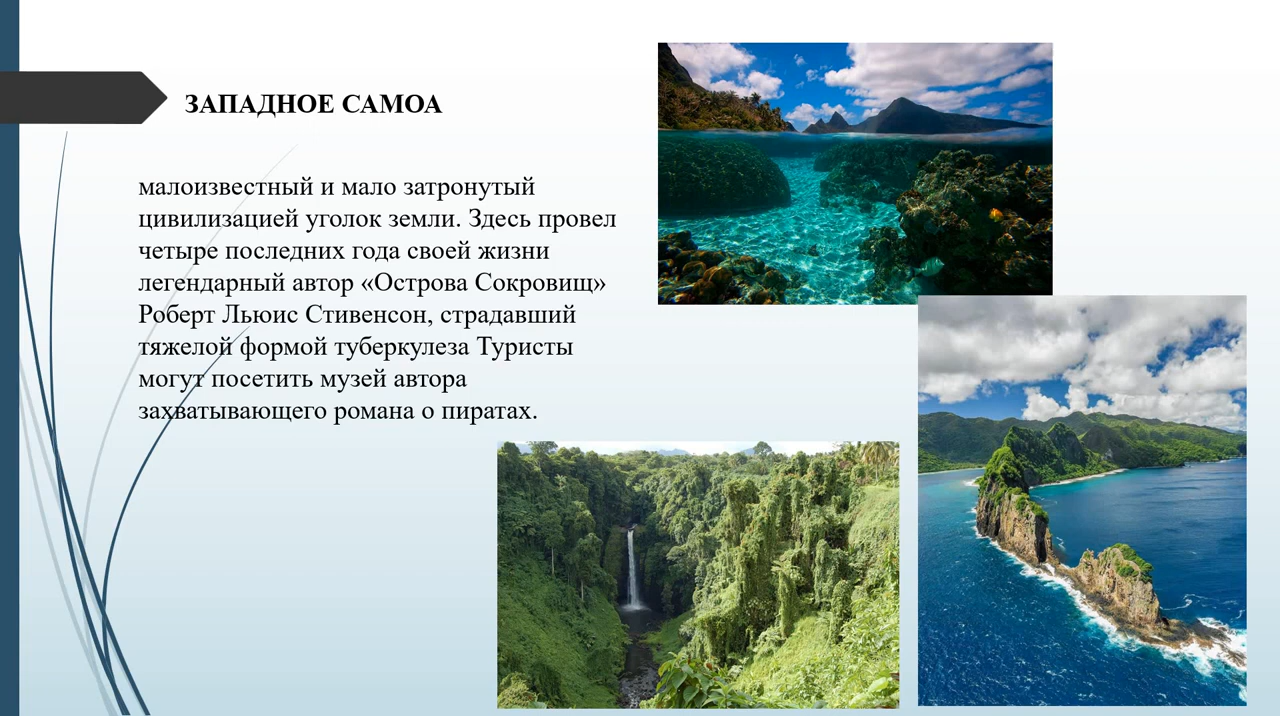 ЗАПАДНОЕ САМОА
малоизвестный и мало затронутый
цивилизацией уголок земли. Здесь провел
четыре последних года своей жизни
легендарный автор «Острова Сокровищ»
Роберт Льюис Стивенсон, страдавший
тяжелой формой туберкулеза Туристы
могут посетить музей автора
захватывающего романа о пиратах.